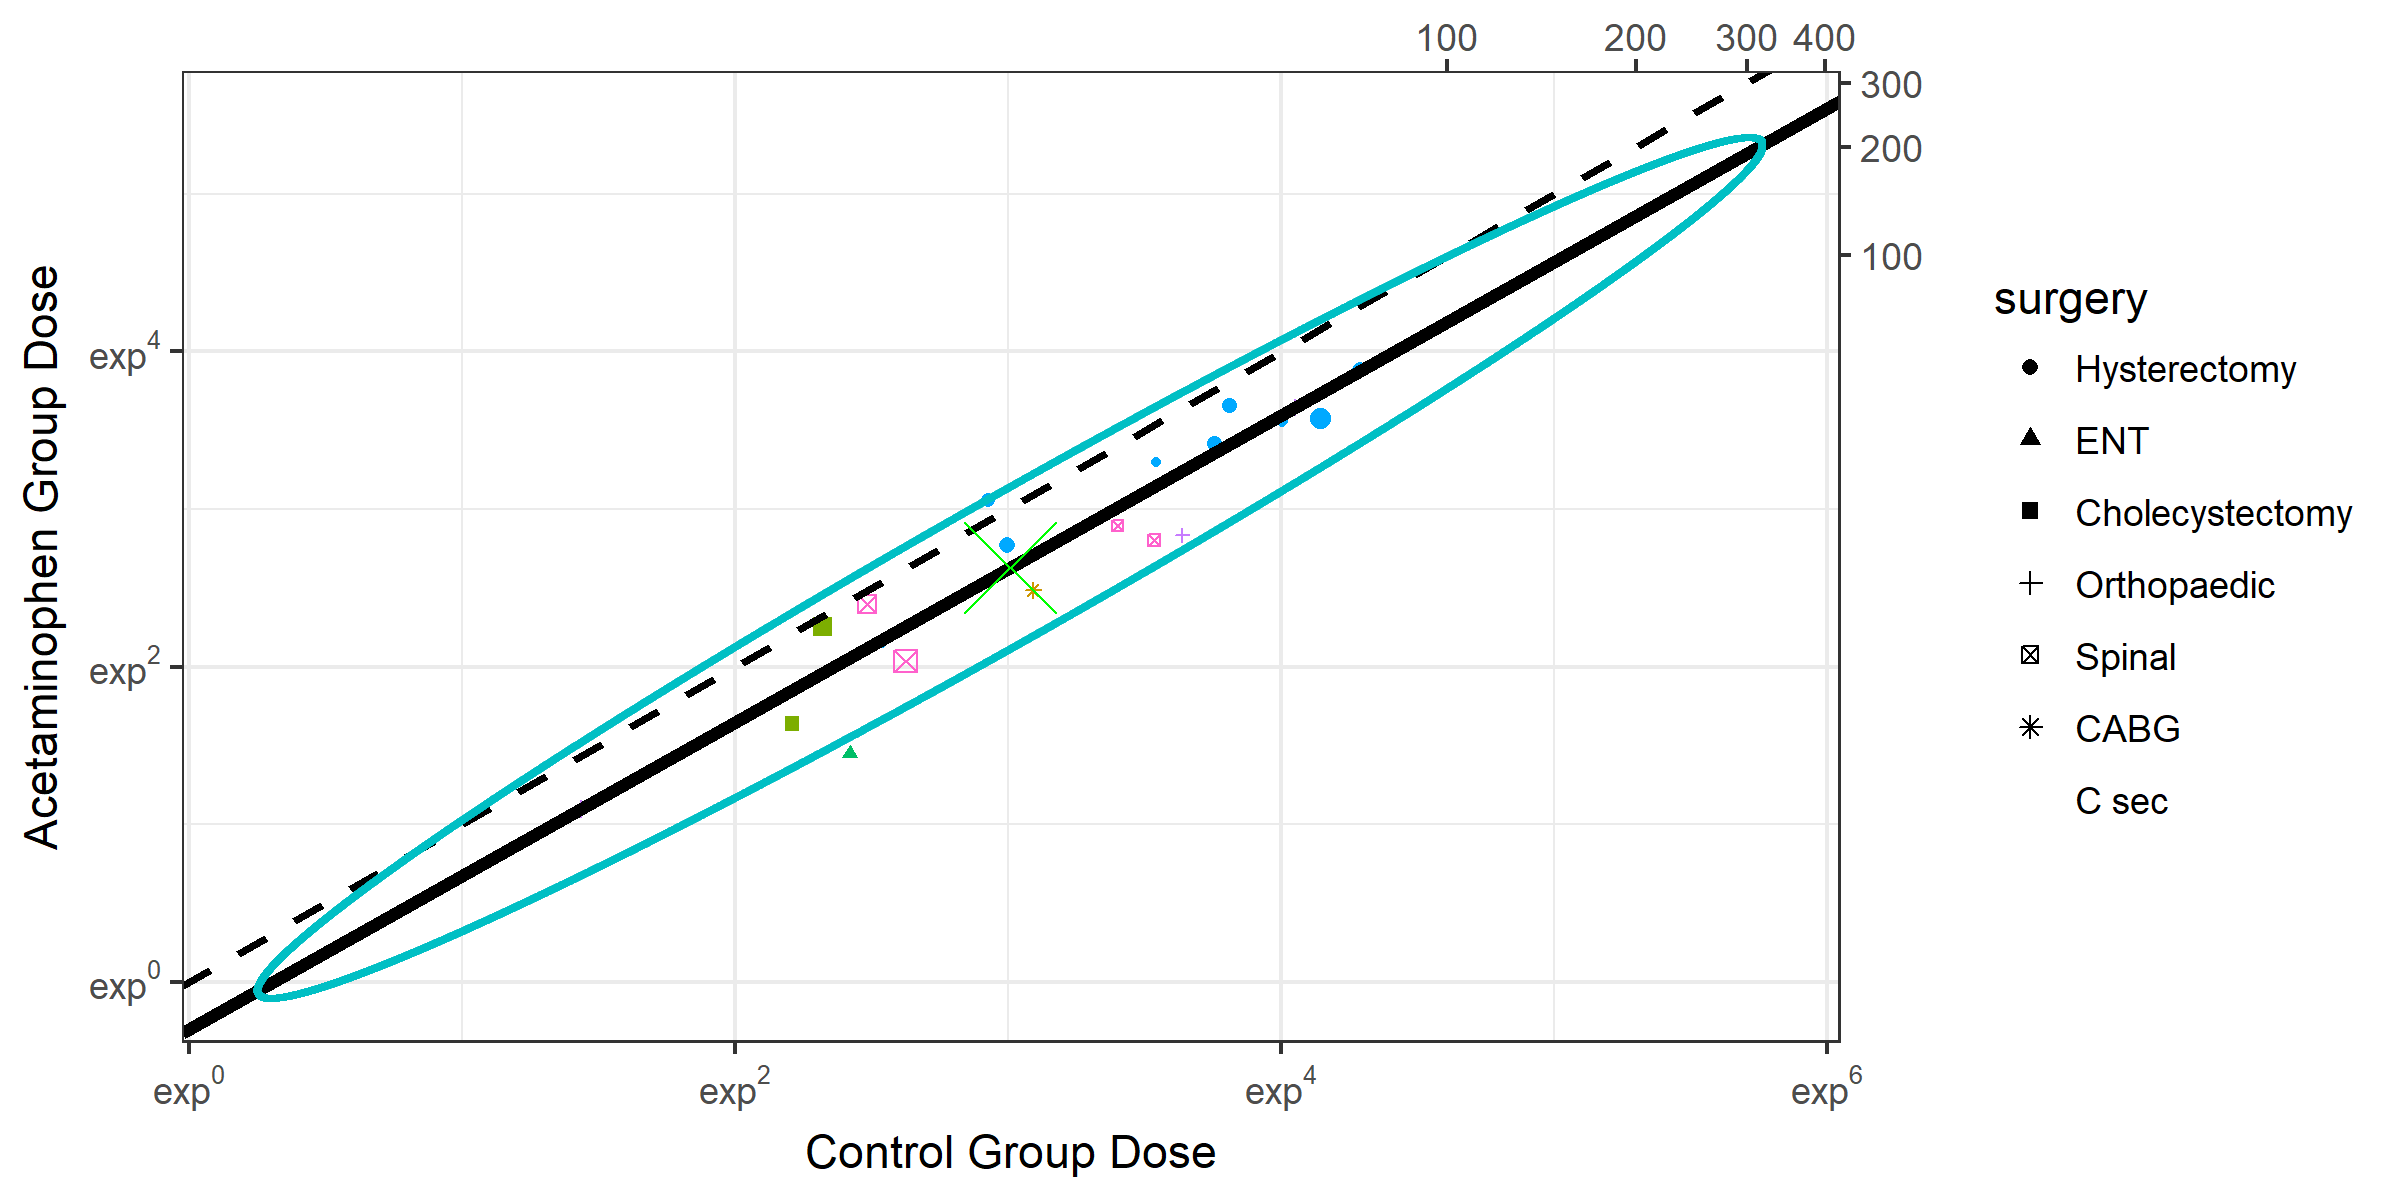 100 200 300 400
300
200
100
exp⁴
exp²
exp⁰
Acetaminophen Group Dose
exp⁰ exp² exp⁴ exp⁶
Control Group Dose
surgery
Hysterectomy
ENT
Cholecystectomy
Orthopaedic
Spinal
CABG
C sec